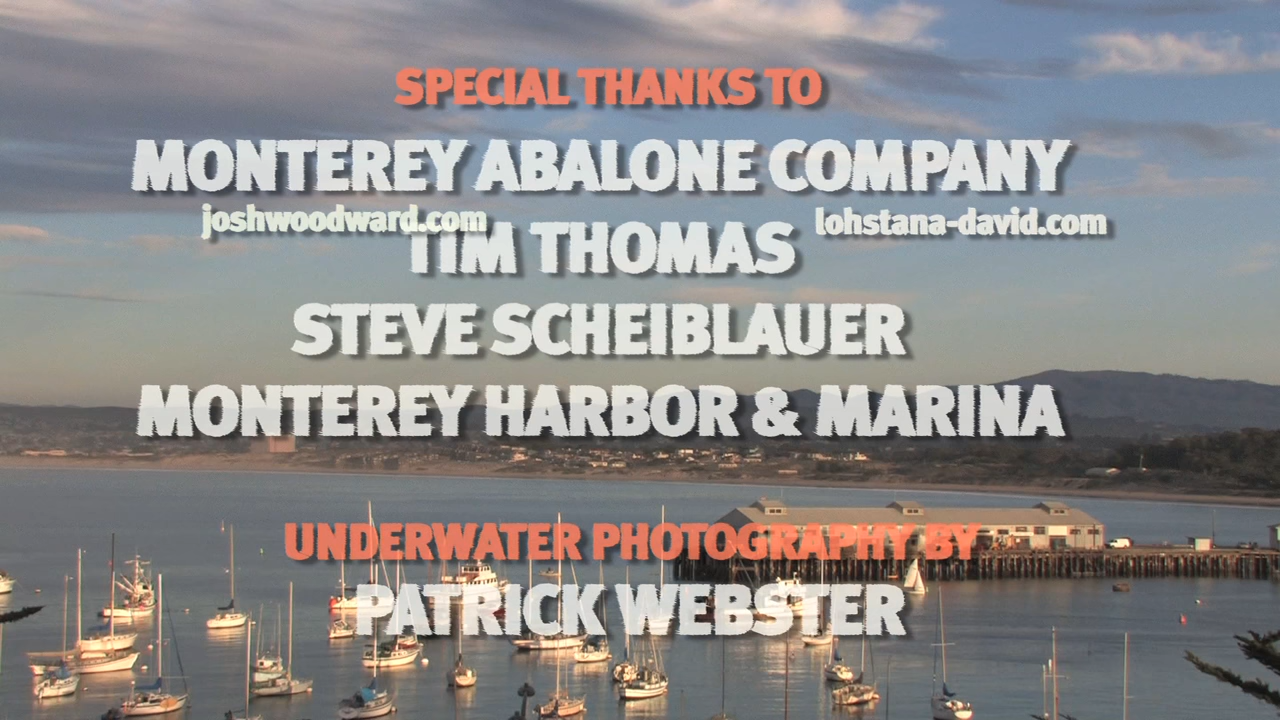 SPECIAL THANKS TO
MONTEREY ABALONE COMPANY
joshwoodward.com
lohstana-david.com
TIM THOMAS
STEVE SCHEIBLAUER
MONTEREY HARBOR & MARINA
UNDERWATER PHOTOGRAPHY BY
PATRICK WEBSTER